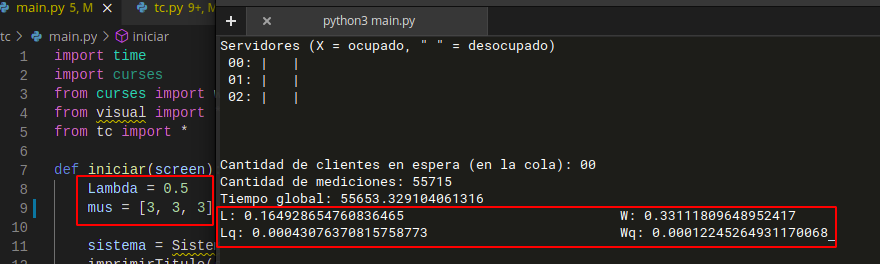 main.py 5, M
tc.py 9+, M
tc > main.py > iniciar
1 import time
2 import curses
3 from curses import
4 from visual import
5 from tc import *
6
7 def iniciar(screen)
8 Lambda = 0.5
9 mus = [3, 3, 3]
10
11 sistema = Siste
12 imprimirTitulo(
+ × python3 main.py
Servidores (X = ocupado, " " = desocupado)
00: |   |
01: |   |
02: |   |
Cantidad de clientes en espera (en la cola): 00
Cantidad de mediciones: 55715
Tiempo global: 55653.329104061316
L: 0.164928654760836465 W: 0.33111809648952417
Lq: 0.00043076370815758773 Wq: 0.00012245264931170068_